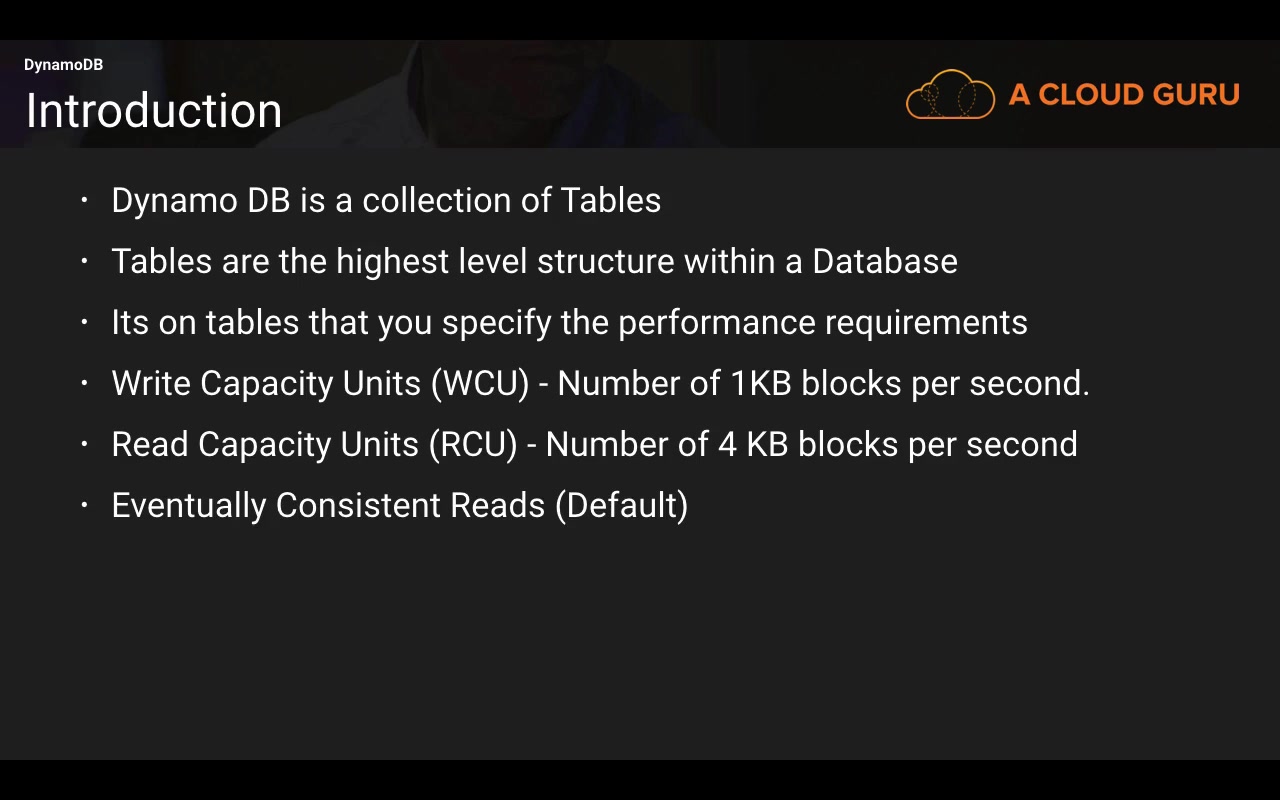 DynamoDB
Introduction
A CLOUD GURU
· Dynamo DB is a collection of Tables
· Tables are the highest level structure within a Database
· Its on tables that you specify the performance requirements
· Write Capacity Units (WCU) - Number of 1KB blocks per second.
· Read Capacity Units (RCU) - Number of 4 KB blocks per second
· Eventually Consistent Reads (Default)